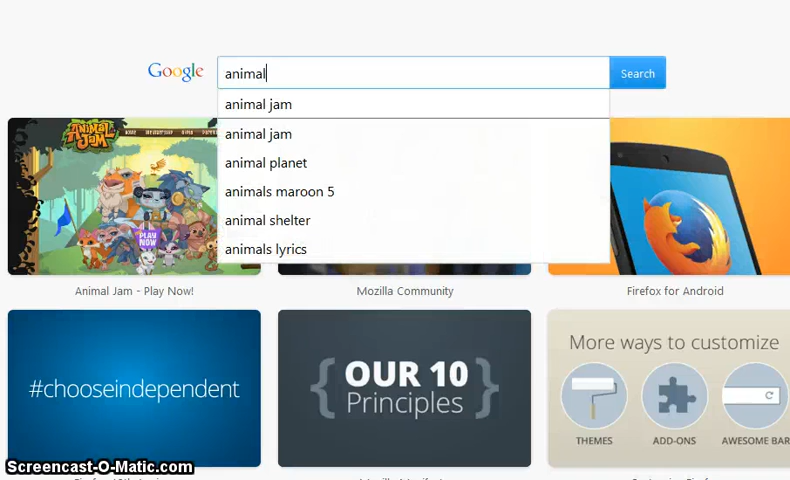 Google
animal
Search
animal jam
animal jam
animal planet
animals maroon 5
animal shelter
animals lyrics
ANIMAL JAM
PLAY NOW
Animal Jam - Play Now!
Mozilla Community
Firefox for Android
#chooseindependent
{ OUR 10
Principles }
More ways to customize
THEMES
ADD-ONS
AWESOME BAR
Screencast-O-Matic.com